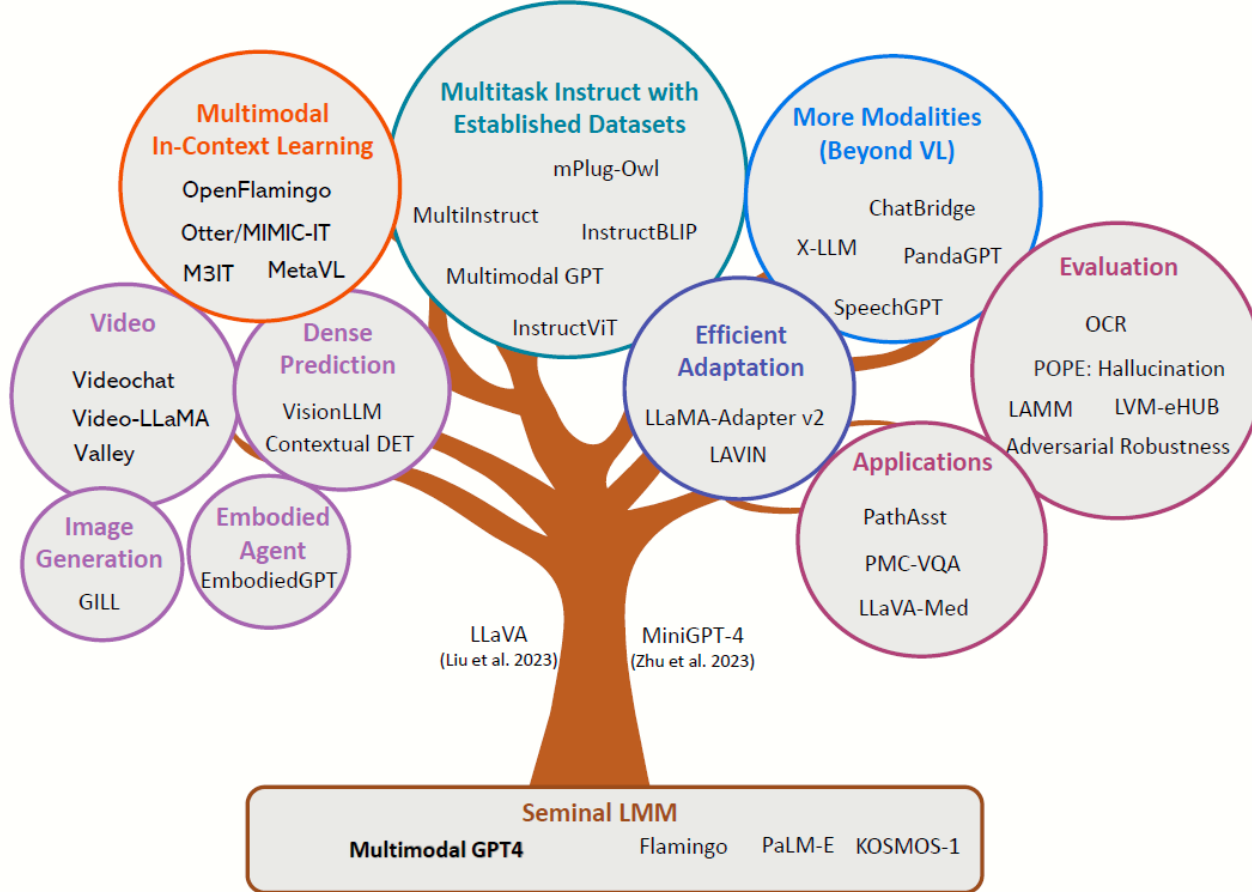 Multimodal
In-Context Learning
OpenFlamingo
Otter/MIMIC-IT
M3IT
MetaVL
Multitask Instruct with
Established Datasets
mPlug-Owl
MultiInstruct
InstructBLIP
Multimodal GPT
InstructViT
More Modalities
(Beyond VL)
ChatBridge
X-LLM
PandaGPT
SpeechGPT
Evaluation
OCR
POPE: Hallucination
LAMM
LVM-eHUB
Adversarial Robustness
Video
Videochat
Video-LLaMA
Valley
Dense
Prediction
VisionLLM
Contextual DET
Efficient
Adaptation
LLaMA-Adapter v2
LAVIN
Applications
PathAsst
PMC-VQA
LLaVA-Med
Image
Generation
GILL
Embodied
Agent
EmbodiedGPT
LLaVA
(Liu et al. 2023)
MiniGPT-4
(Zhu et al. 2023)
Seminal LMM
Multimodal GPT4
Flamingo
PaLM-E
KOSMOS-1